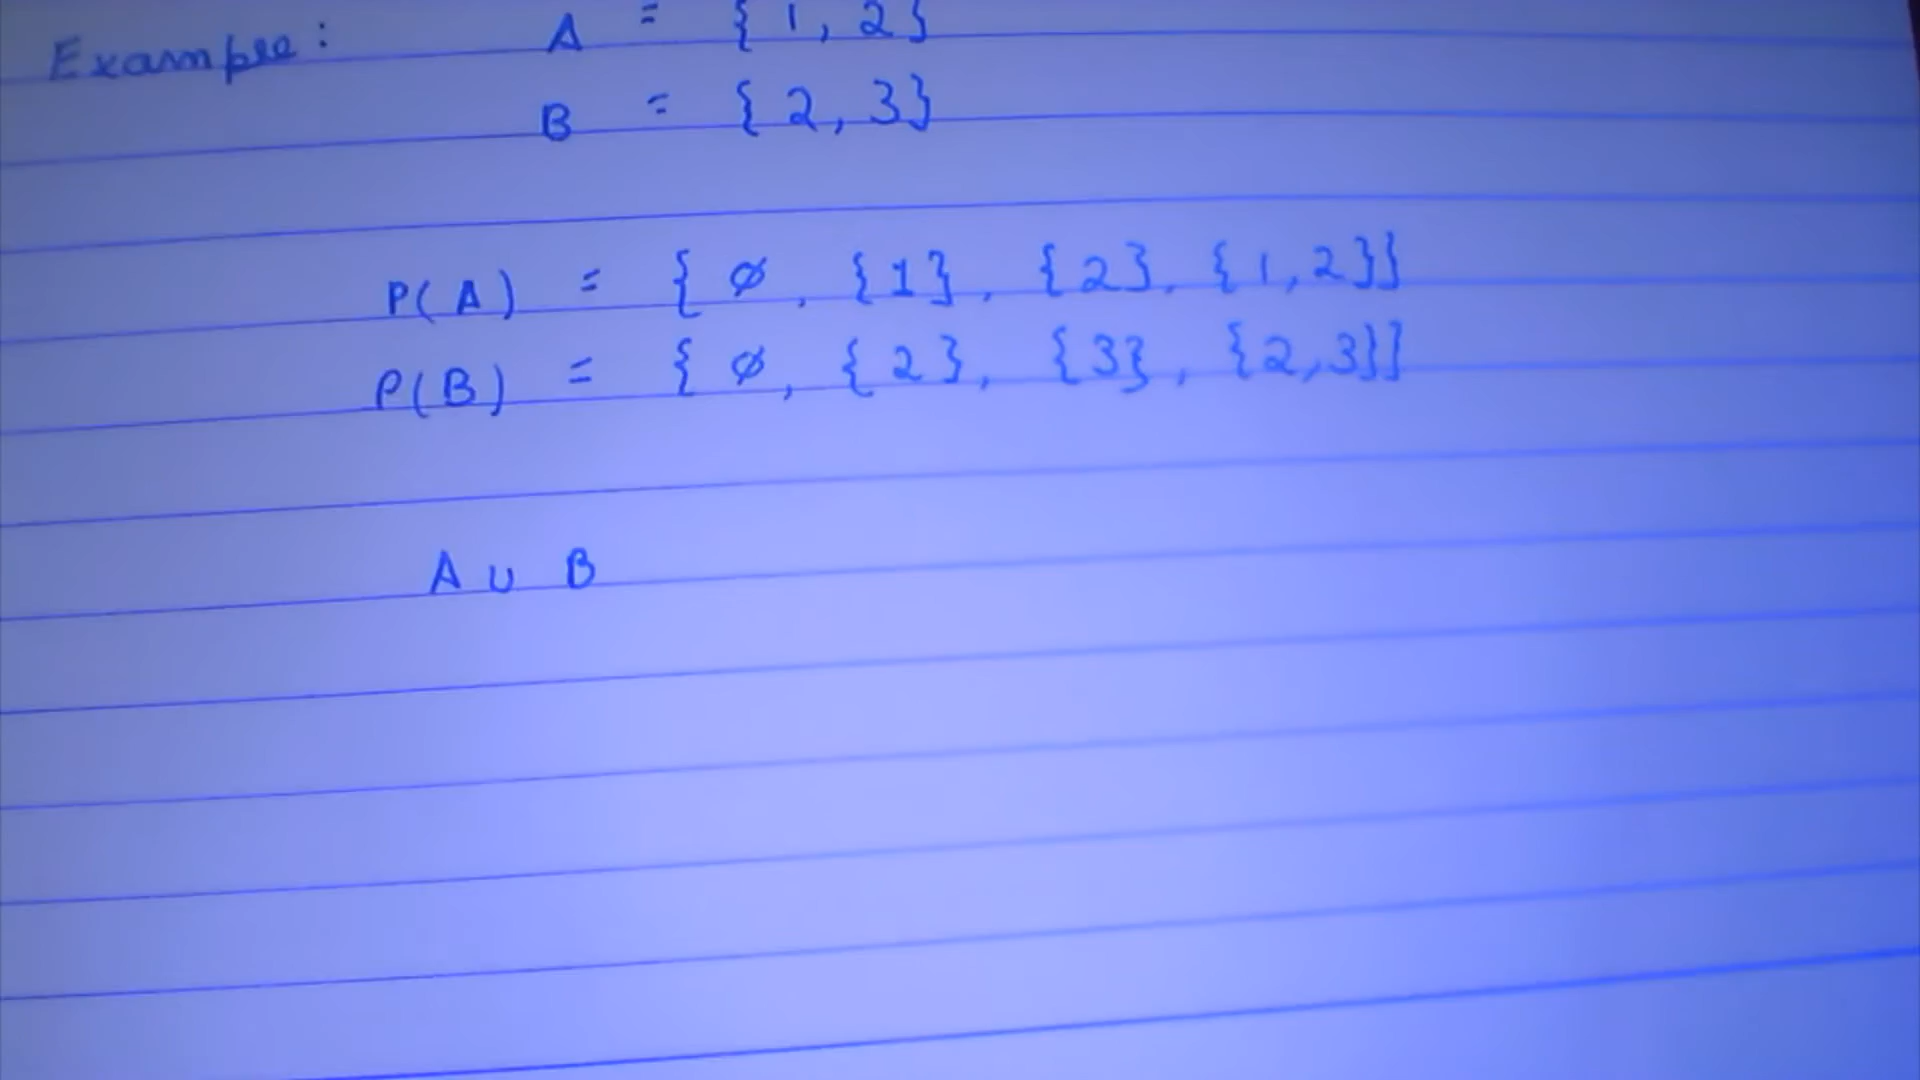 Example: A = {1, 2}
B = {2, 3}
P(A) = {ϕ, {1}, {2}, {1,2}}
P(B) = {ϕ, {2}, {3}, {2,3}}
A ∪ B